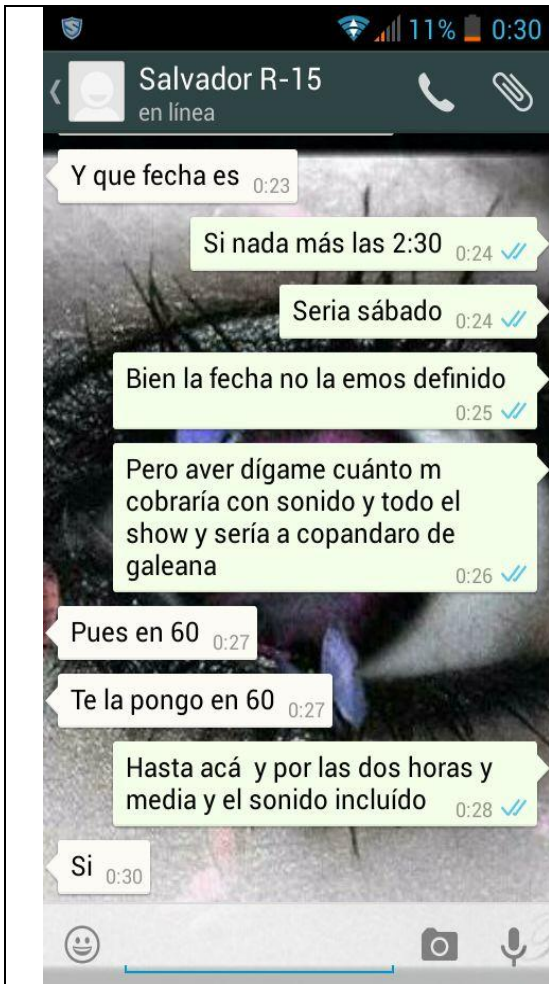 11% 0:30
Salvador R-15
en línea
Y que fecha es 0:23
Si nada más las 2:30 0:24
Seria sábado 0:24
Bien la fecha no la emos definido
0:25
Pero aver dígame cuánto m
cobraría con sonido y todo el
show y sería a copandaro de
galeana 0:26
Pues en 60 0:27
Te la pongo en 60 0:27
Hasta acá y por las dos horas y
media y el sonido incluído 0:28
Si 0:30